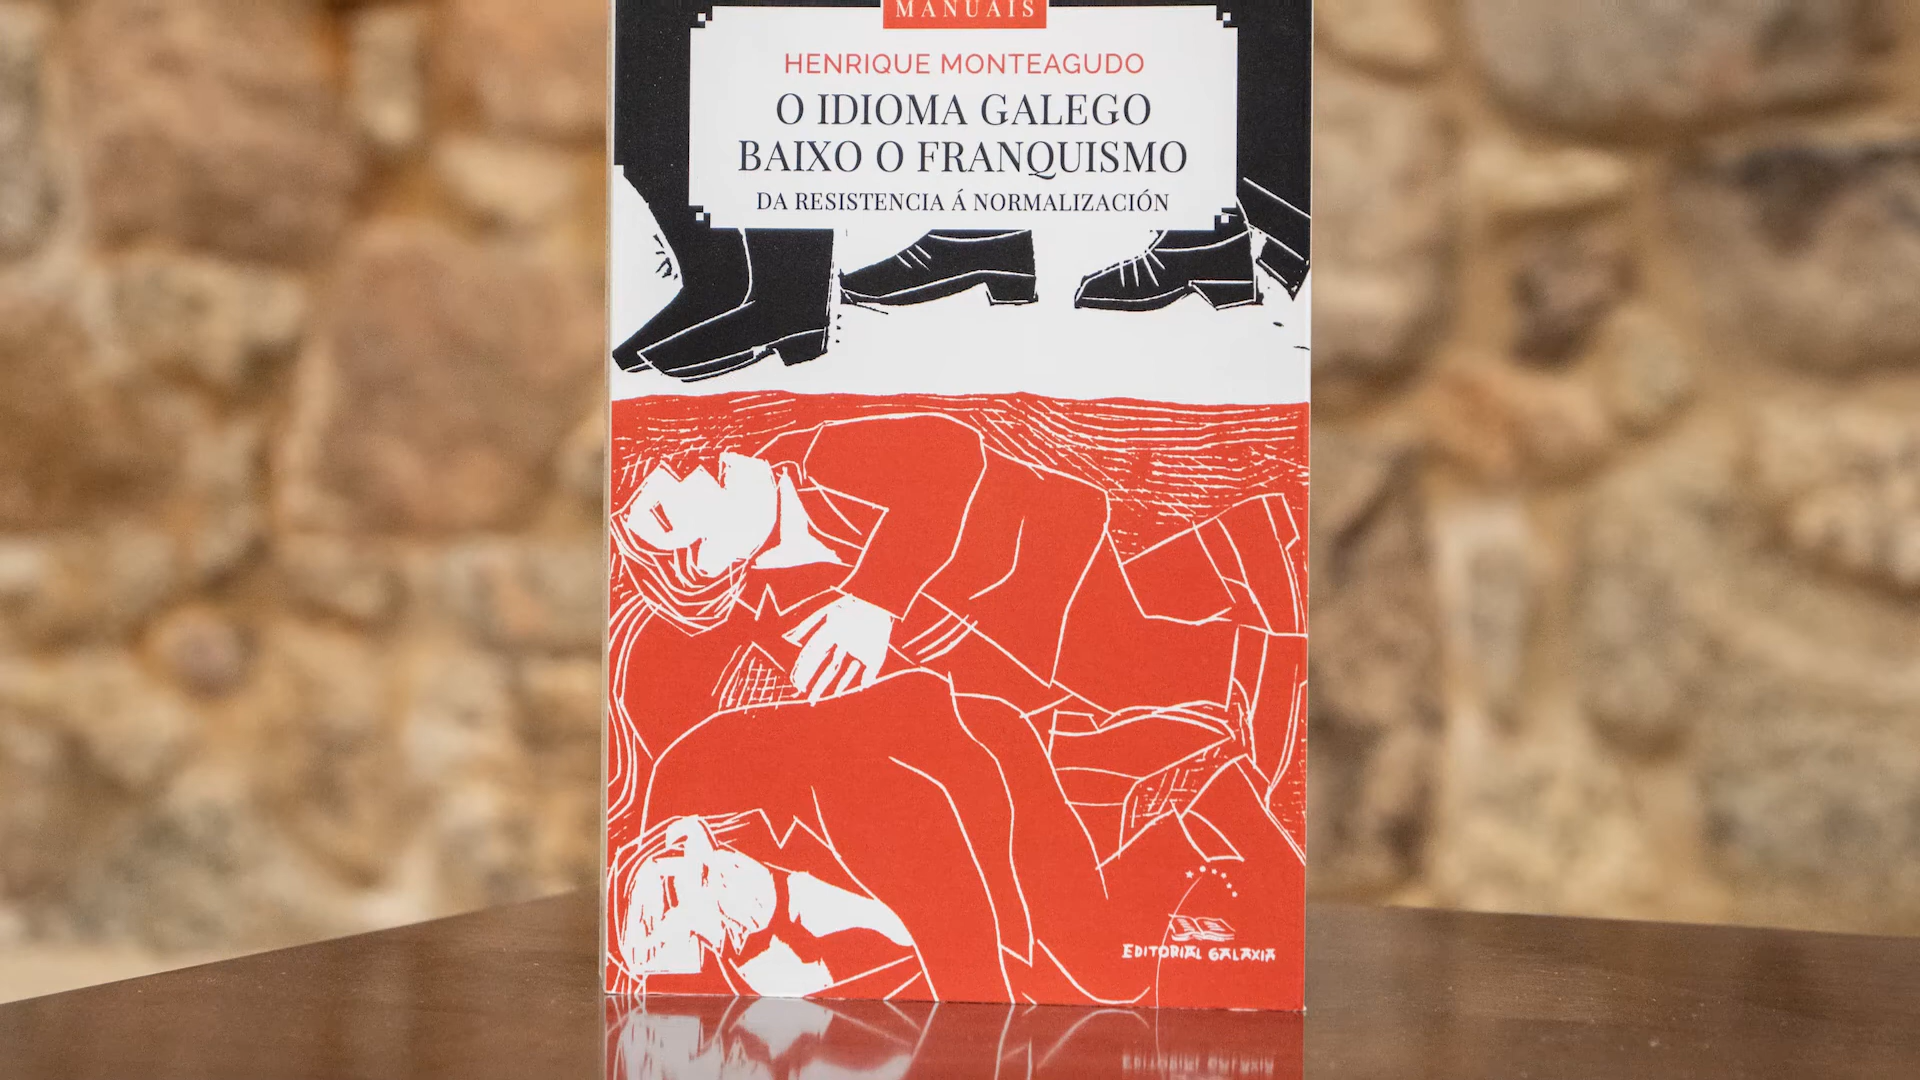 MANUAIS
HENRIQUE MONTEAGUDO
O IDIOMA GALEGO
BAIXO O FRANQUISMO
DA RESISTENCIA Á NORMALIZACIÓN
EDITORIAL GALAXIA